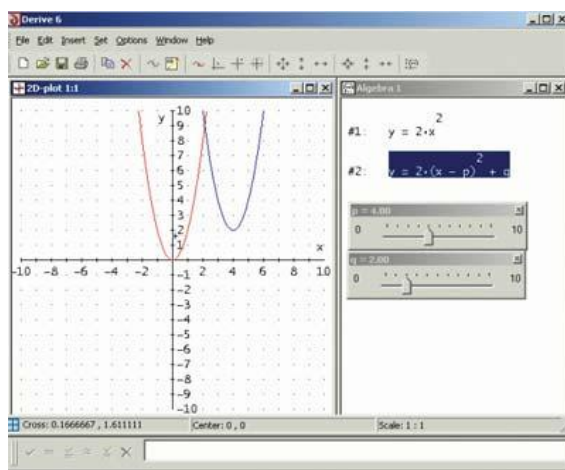 Derive 6
File Edit Insert Set Options Window Help
2D-plot 1:1
y
10
9
8
7
6
5
4
3
2
1
x
-10 -8 -6 -4 -2 2 4 6 8 10
-1
-2
-3
-4
-5
-6
-7
-8
-9
-10
Algebra 1
#1: y = 2·x²
#2: y = 2·(x - p)² + q
p = 4.00
0 10
q = 2.00
0 10
Cross: 0.1666667 , 1.611111 Center: 0 , 0 Scale: 1 : 1